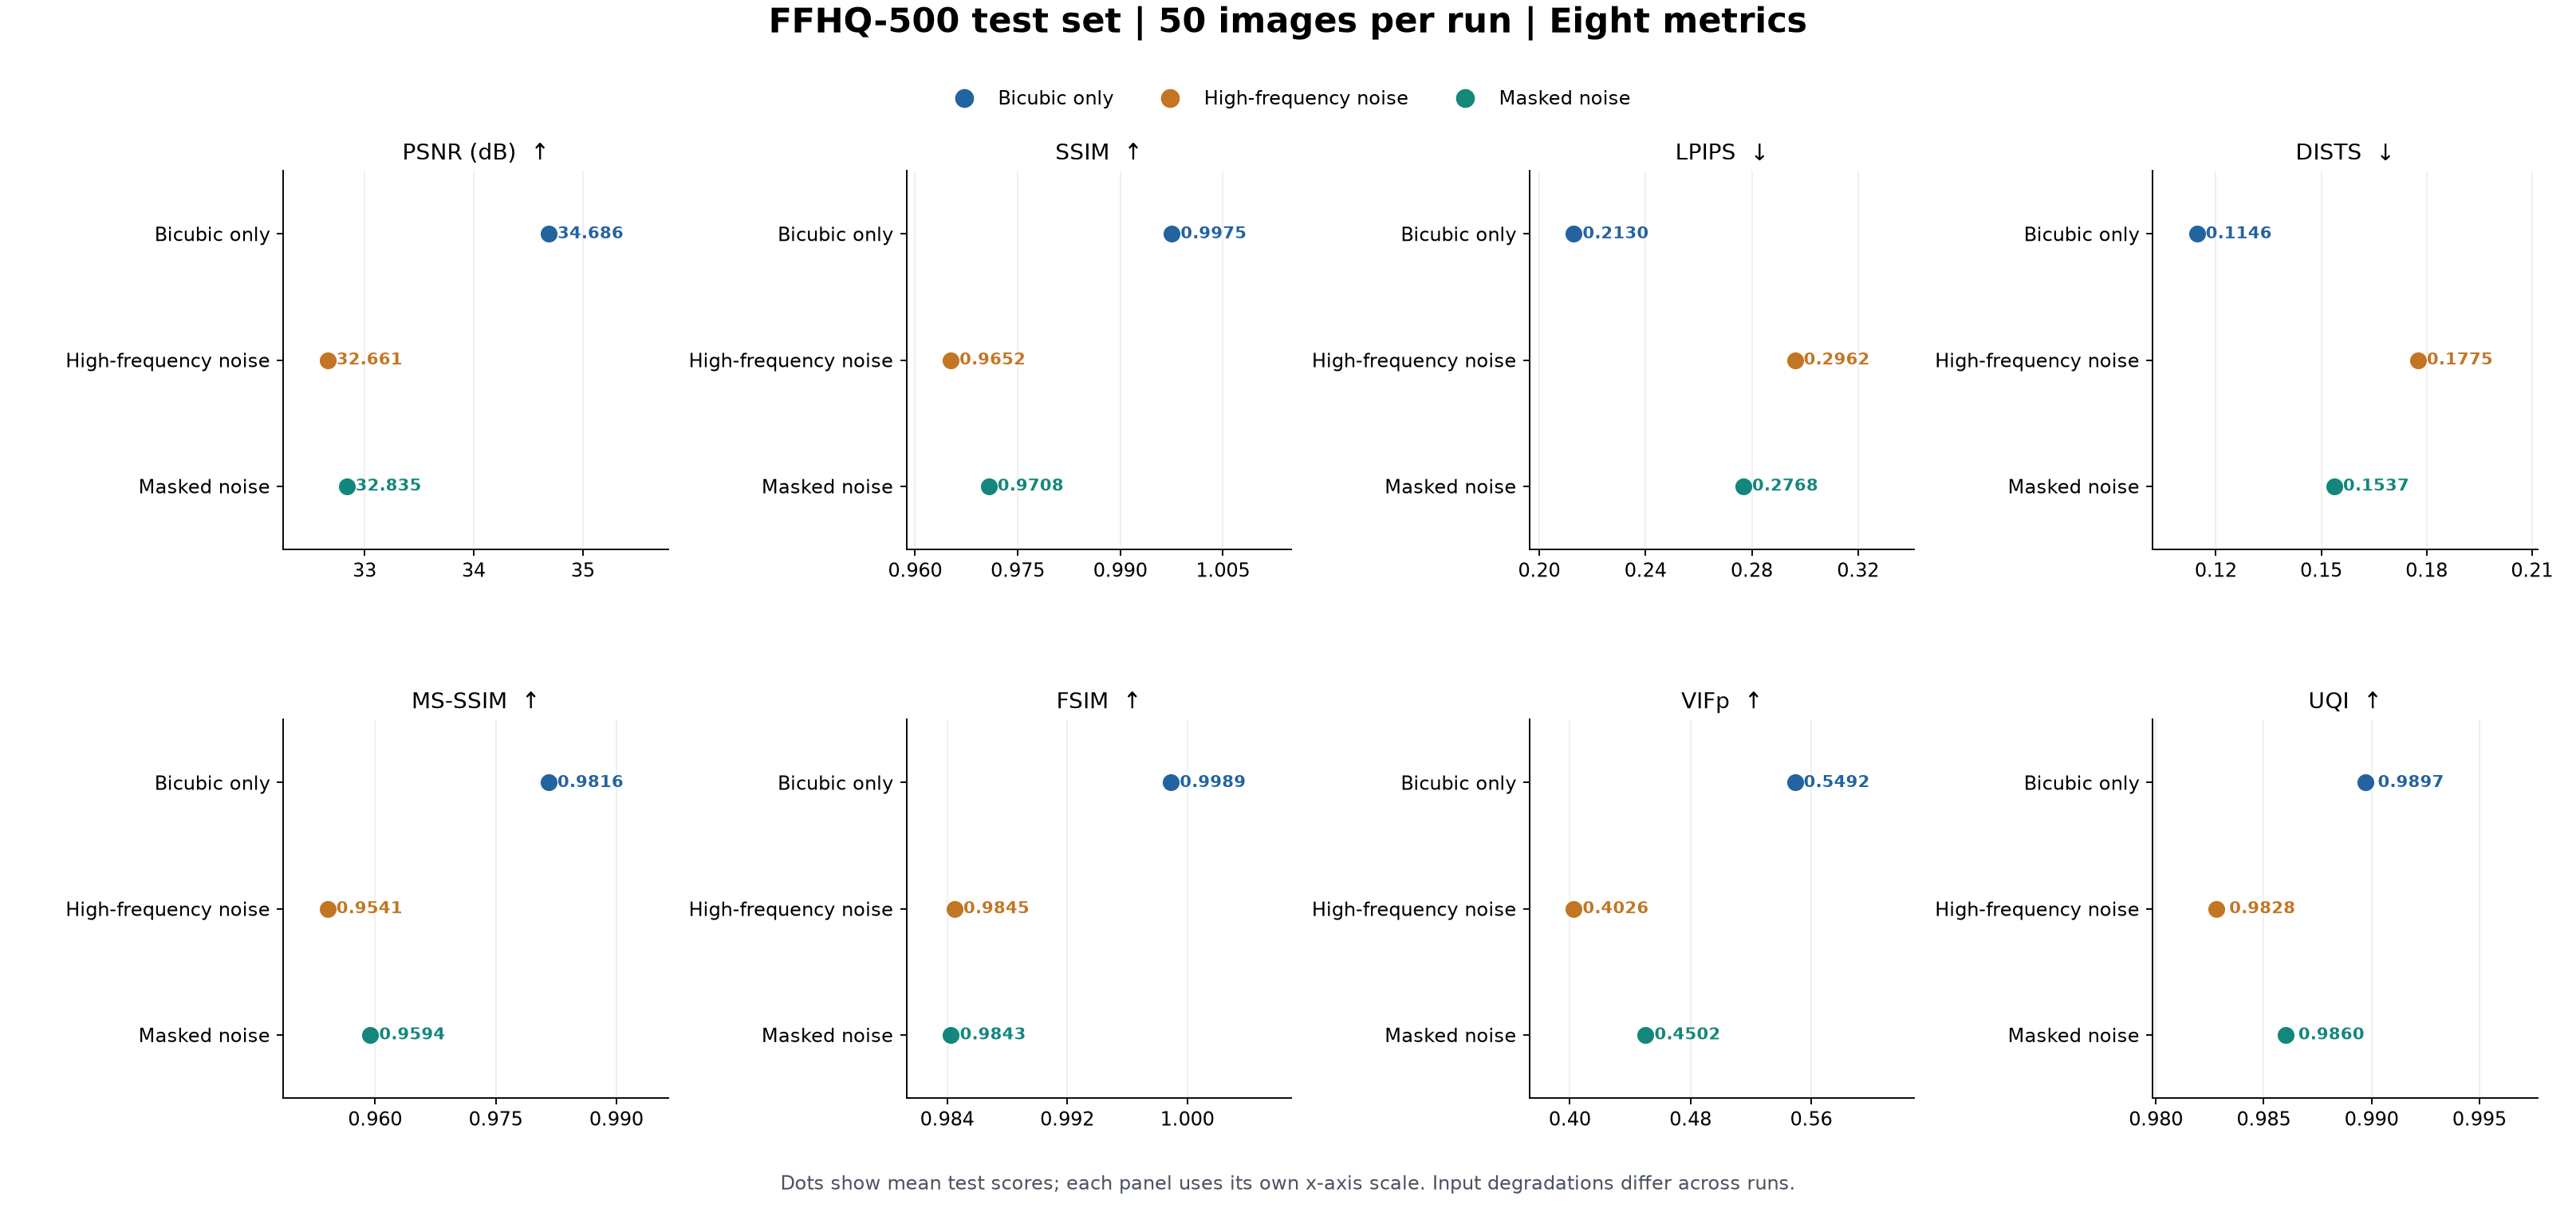 FFHQ-500 test set | 50 images per run | Eight metrics
Bicubic only
High-frequency noise
Masked noise
PSNR (dB) ↑
Bicubic only
High-frequency noise
Masked noise
34.686
32.661
32.835
33 34 35
SSIM ↑
Bicubic only
High-frequency noise
Masked noise
0.9975
0.9652
0.9708
0.960 0.975 0.990 1.005
LPIPS ↓
Bicubic only
High-frequency noise
Masked noise
0.2130
0.2962
0.2768
0.20 0.24 0.28 0.32
DISTS ↓
Bicubic only
High-frequency noise
Masked noise
0.1146
0.1775
0.1537
0.12 0.15 0.18 0.21
MS-SSIM ↑
Bicubic only
High-frequency noise
Masked noise
0.9816
0.9541
0.9594
0.960 0.975 0.990
FSIM ↑
Bicubic only
High-frequency noise
Masked noise
0.9989
0.9845
0.9843
0.984 0.992 1.000
VIFp ↑
Bicubic only
High-frequency noise
Masked noise
0.5492
0.4026
0.4502
0.40 0.48 0.56
UQI ↑
Bicubic only
High-frequency noise
Masked noise
0.9897
0.9828
0.9860
0.980 0.985 0.990 0.995
Dots show mean test scores; each panel uses its own x-axis scale. Input degradations differ across runs.